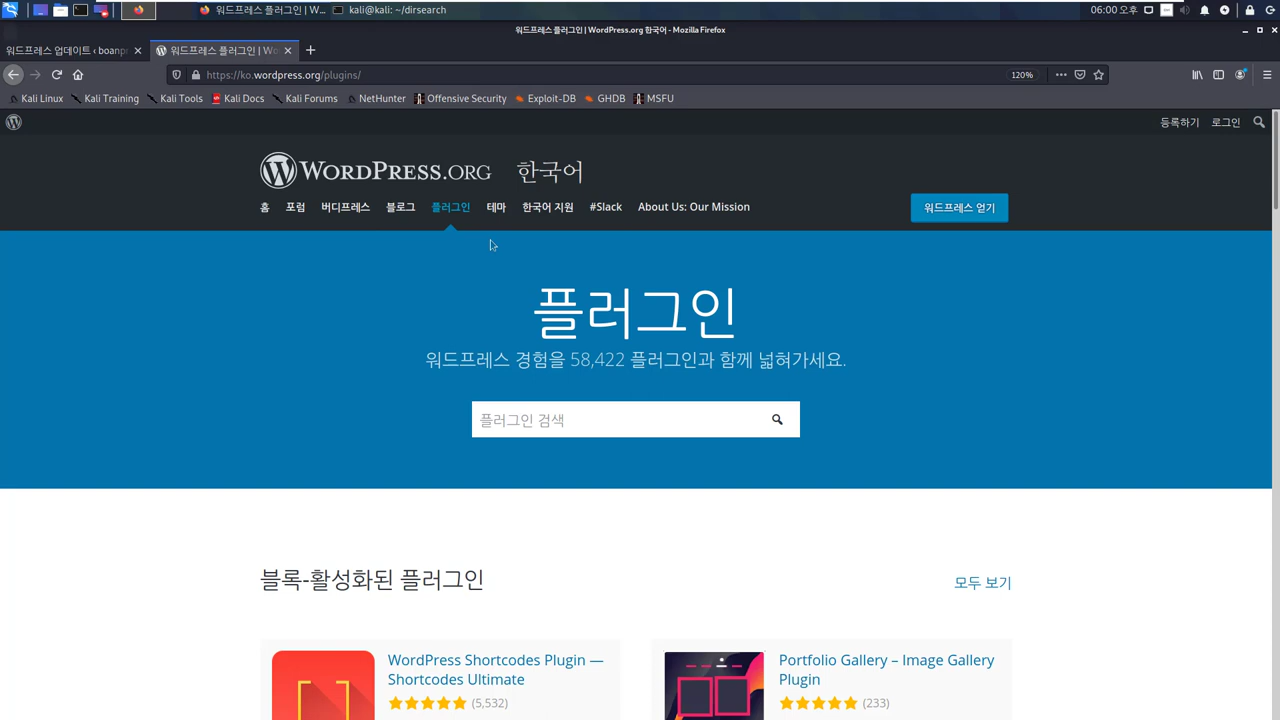 워드프레스 플러그인 | W...
kali@kali: ~/dirsearch
06:00 오후
워드프레스 플러그인 | WordPress.org 한국어 - Mozilla Firefox
워드프레스 업데이트 ‹ boanpr
워드프레스 플러그인 | Wo
https://ko.wordpress.org/plugins/
120%
Kali Linux
Kali Training
Kali Tools
Kali Docs
Kali Forums
NetHunter
Offensive Security
Exploit-DB
GHDB
MSFU
등록하기
로그인
WORDPRESS.ORG 한국어
홈
포럼
버디프레스
블로그
플러그인
테마
한국어 지원
#Slack
About Us: Our Mission
워드프레스 얻기
플러그인
워드프레스 경험을 58,422 플러그인과 함께 넓혀가세요.
플러그인 검색
블록-활성화된 플러그인
모두 보기
WordPress Shortcodes Plugin —
Shortcodes Ultimate
(5,532)
Portfolio Gallery – Image Gallery
Plugin
(233)